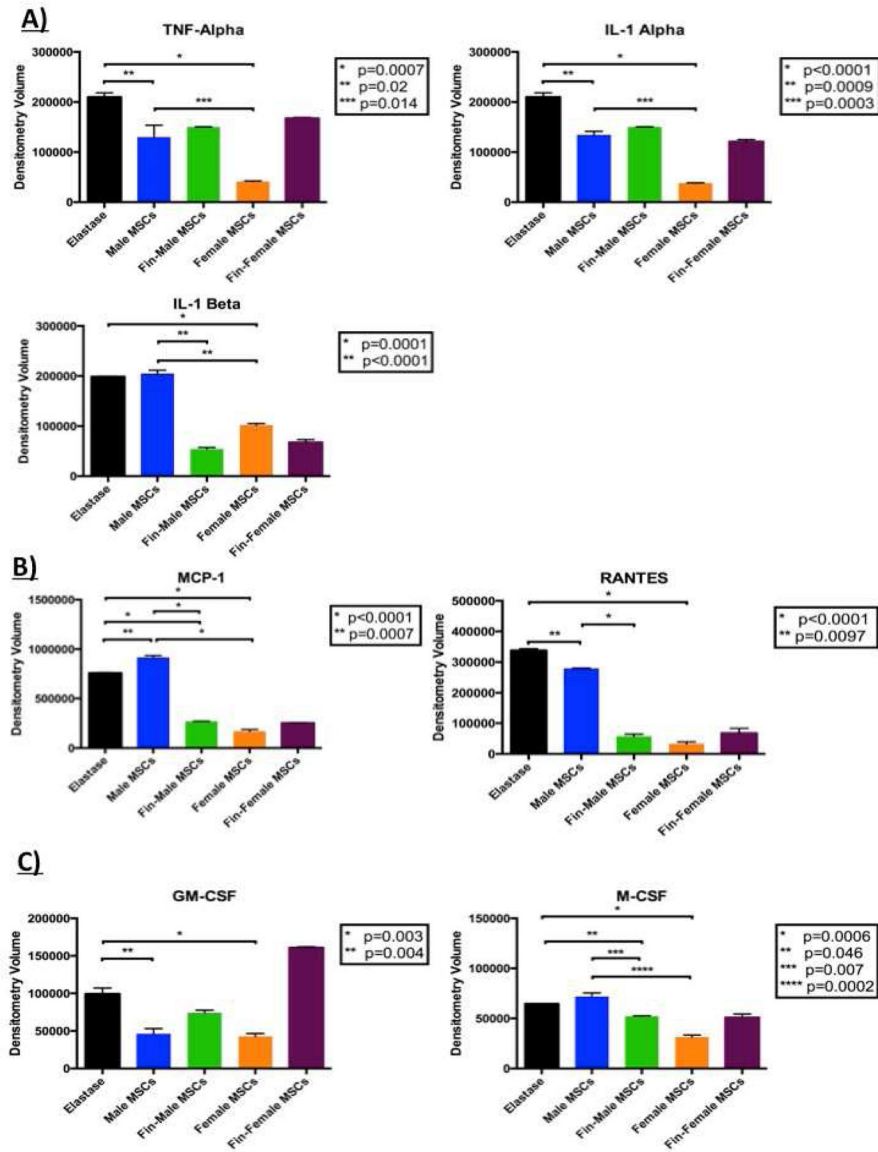 A)
TNF-Alpha
Densitometry Volume
300000
200000
100000
0
*
**
***
Elastase
Male MSCs
Fin-Male MSCs
Female MSCs
Fin-Female MSCs
* p=0.0007
** p=0.02
*** p=0.014
IL-1 Alpha
Densitometry Volume
300000
200000
100000
0
*
**
***
Elastase
Male MSCs
Fin-Male MSCs
Female MSCs
Fin-Female MSCs
* p<0.0001
** p=0.0009
*** p=0.0003
IL-1 Beta
Densitometry Volume
300000
200000
100000
0
*
**
**
Elastase
Male MSCs
Fin-Male MSCs
Female MSCs
Fin-Female MSCs
* p=0.0001
** p<0.0001
B)
MCP-1
Densitometry Volume
1500000
1000000
500000
0
*
*
*
**
*
Elastase
Male MSCs
Fin-Male MSCs
Female MSCs
Fin-Female MSCs
* p<0.0001
** p=0.0007
RANTES
Densitometry Volume
500000
400000
300000
200000
100000
0
*
**
*
Elastase
Male MSCs
Fin-Male MSCs
Female MSCs
Fin-Female MSCs
* p<0.0001
** p=0.0097
C)
GM-CSF
Densitometry Volume
200000
150000
100000
50000
0
*
**
Elastase
Male MSCs
Fin-Male MSCs
Female MSCs
Fin-Female MSCs
* p=0.003
** p=0.004
M-CSF
Densitometry Volume
150000
100000
50000
0
*
**
***
****
Elastase
Male MSCs
Fin-Male MSCs
Female MSCs
Fin-Female MSCs
* p=0.0006
** p=0.046
*** p=0.007
**** p=0.0002